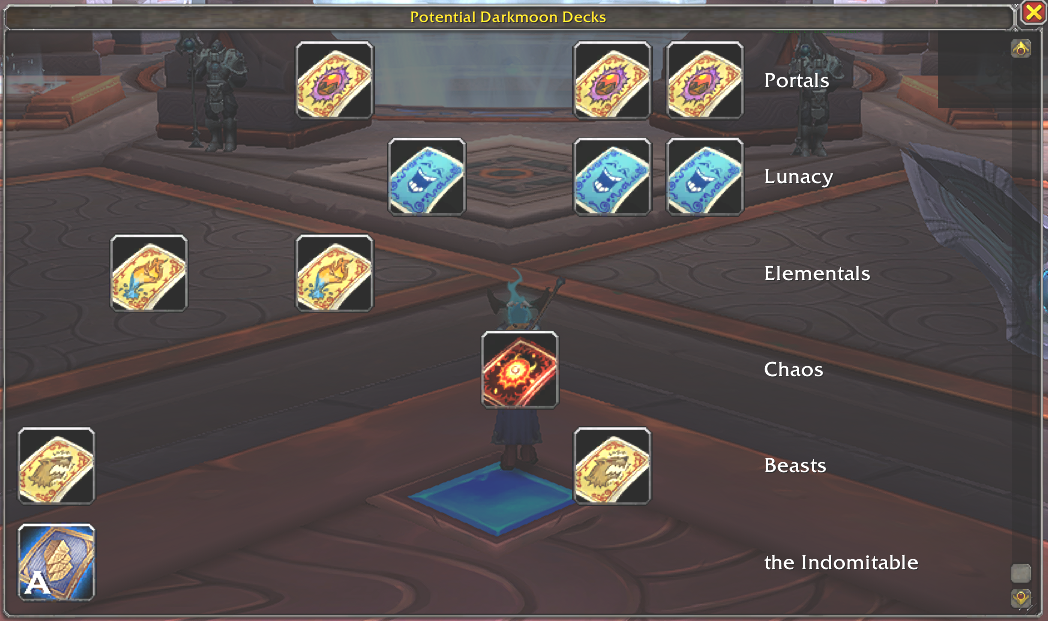 Potential Darkmoon Decks
Portals
Lunacy
Elementals
Chaos
Beasts
A
the Indomitable